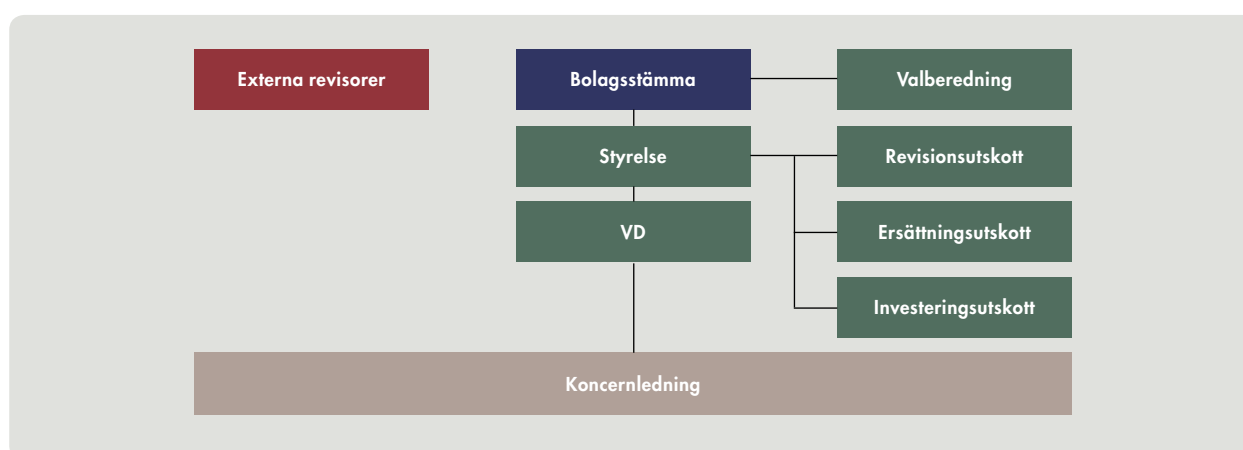 Externa revisorer
Bolagsstämma
Valberedning
Styrelse
Revisionsutskott
VD
Ersättningsutskott
Investeringsutskott
Koncernledning